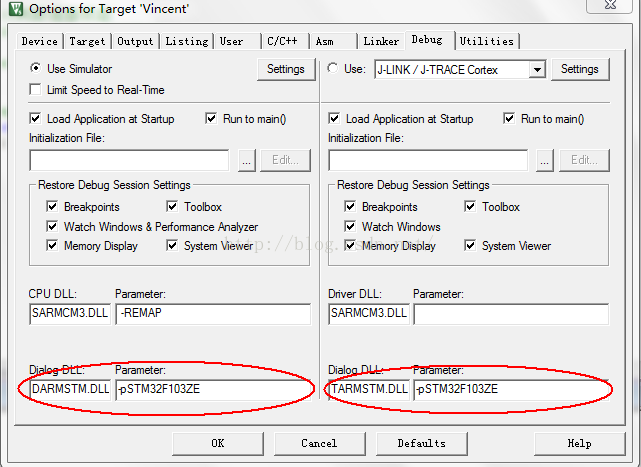 Options for Target 'Vincent'
Device Target Output Listing User C/C++ Asm Linker Debug Utilities
Use Simulator Settings
Limit Speed to Real-Time
Use: J-LINK / J-TRACE Cortex Settings
Load Application at Startup Run to main()
Initialization File:
... Edit...
Load Application at Startup Run to main()
Initialization File:
... Edit...
Restore Debug Session Settings
Breakpoints Toolbox
Watch Windows & Performance Analyzer
Memory Display System Viewer
Restore Debug Session Settings
Breakpoints Toolbox
Watch Windows
Memory Display System Viewer
CPU DLL: Parameter:
SARMCM3.DLL -REMAP
Driver DLL: Parameter:
SARMCM3.DLL
Dialog DLL: Parameter:
DARMSTM.DLL -pSTM32F103ZE
Dialog DLL: Parameter:
TARMSTM.DLL -pSTM32F103ZE
OK Cancel Defaults Help